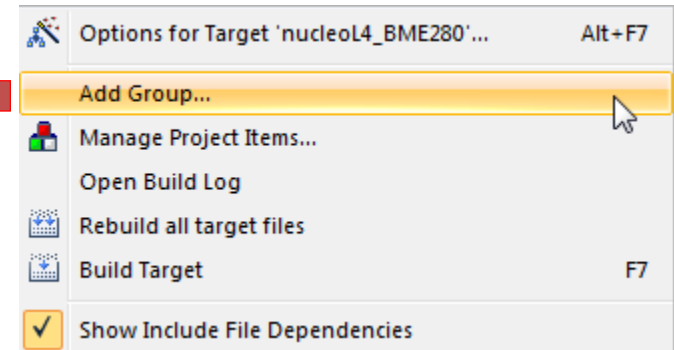 Options for Target 'nucleoL4_BME280'... Alt+F7
Add Group...
Manage Project Items...
Open Build Log
Rebuild all target files
Build Target F7
Show Include File Dependencies